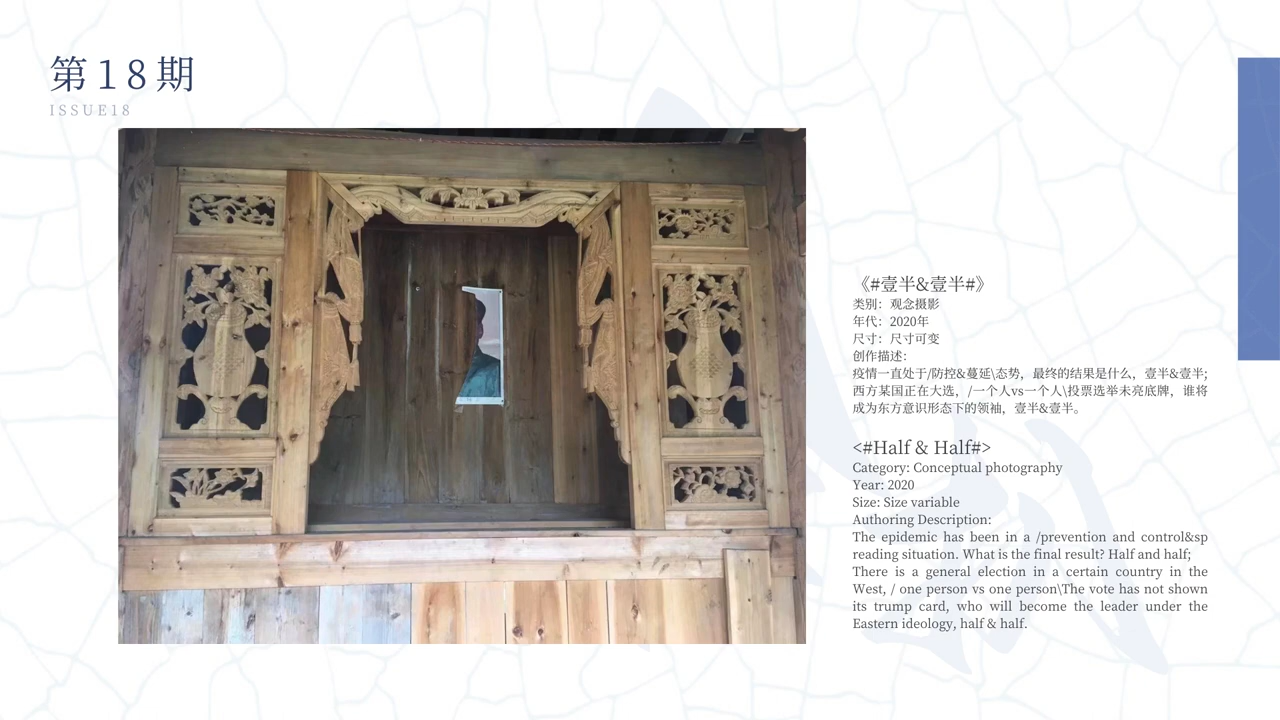 第18期
ISSUE18
《#壹半&壹半#》
类别：观念摄影
年代：2020年
尺寸：尺寸可变
创作描述：
疫情一直处于/防控&蔓延\态势，最终的结果是什么，壹半&壹半;
西方某国正在大选，/一个人vs一个人\投票选举未亮底牌，谁将
成为东方意识形态下的领袖，壹半&壹半。
<#Half & Half#>
Category: Conceptual photography
Year: 2020
Size: Size variable
Authoring Description:
The epidemic has been in a /prevention and control&sp
reading situation. What is the final result? Half and half;
There is a general election in a certain country in the
West, / one person vs one person\The vote has not shown
its trump card, who will become the leader under the
Eastern ideology, half & half.